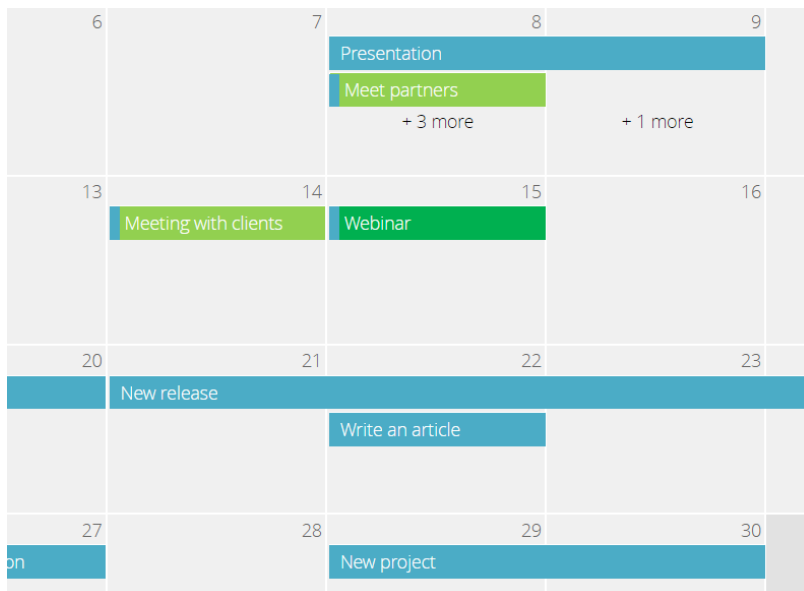 6 7 8 9
Presentation
Meet partners
+ 3 more + 1 more
13 14 15 16
Meeting with clients Webinar
20 21 22 23
New release
Write an article
27 28 29 30
on New project